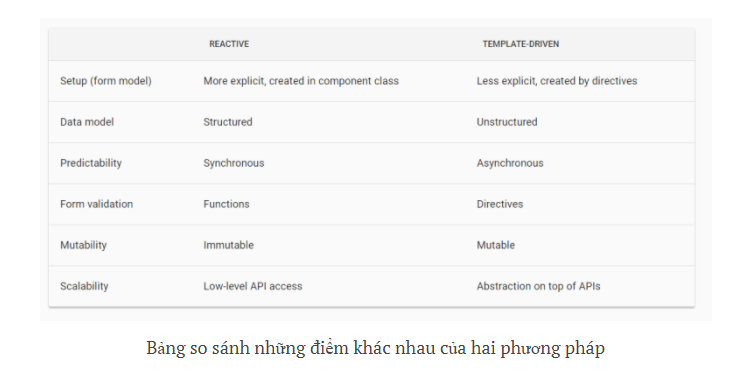 REACTIVE TEMPLATE-DRIVEN
Setup (form model) More explicit, created in component class Less explicit, created by directives
Data model Structured Unstructured
Predictability Synchronous Asynchronous
Form validation Functions Directives
Mutability Immutable Mutable
Scalability Low-level API access Abstraction on top of APIs
Bảng so sánh những điểm khác nhau của hai phương pháp